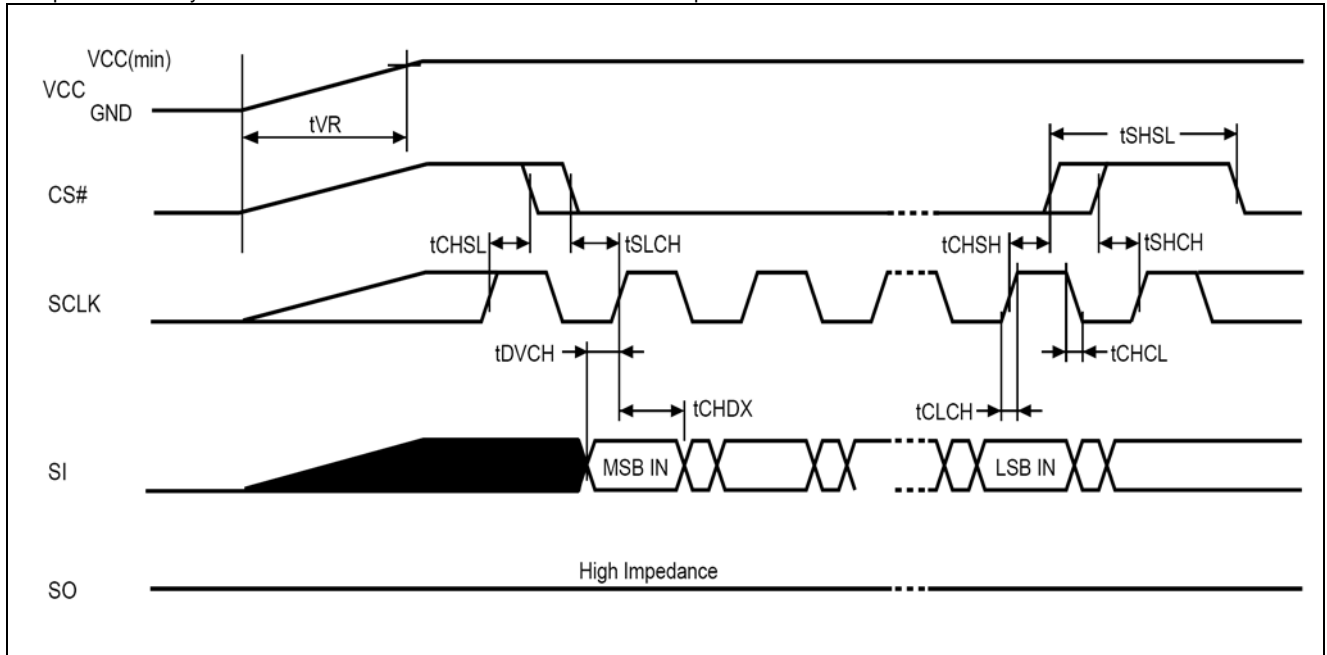 VCC(min)
VCC
GND
tVR
tSHSL
CS#
tCHSL
tSLCH
tCHSH
tSHCH
SCLK
tDVCH
tCHCL
tCHDX
tCLCH
SI
MSB IN
LSB IN
High Impedance
SO